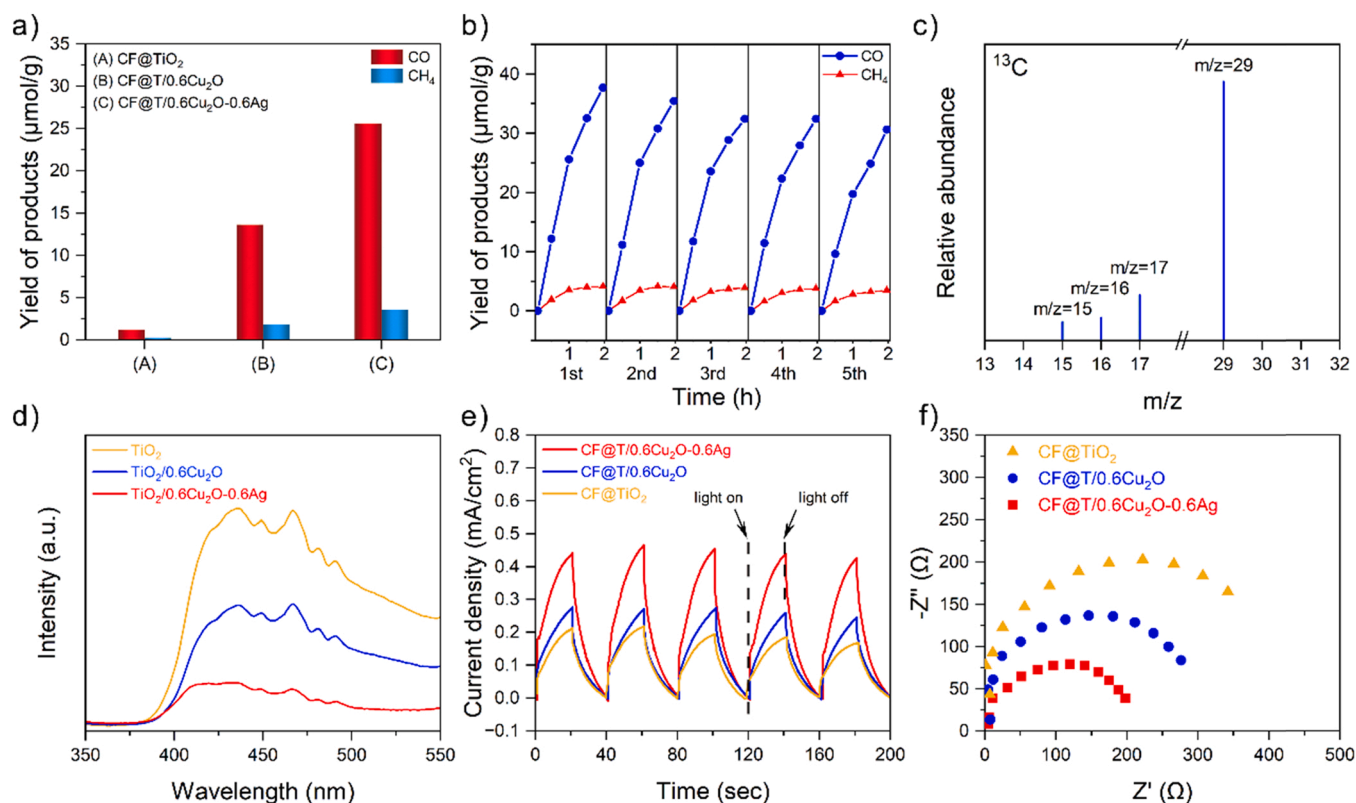 a)
35
30
25
20
15
10
5
0
Yield of products (μmol/g)
(A) CF@TiO₂
(B) CF@T/0.6Cu₂O
(C) CF@T/0.6Cu₂O-0.6Ag
CO
CH₄
(A) (B) (C)
b)
40
30
20
10
0
Yield of products (μmol/g)
CO
CH₄
1 2 1 2 1 2 1 2 1 2
1st 2nd 3rd 4th 5th
Time (h)
c)
¹³C
Relative abundance
m/z=15
m/z=16
m/z=17
m/z=29
13 14 15 16 17 28 29 30 31 32
m/z
d)
Intensity (a.u.)
TiO₂
TiO₂/0.6Cu₂O
TiO₂/0.6Cu₂O-0.6Ag
350 400 450 500 550
Wavelength (nm)
e)
0.8
0.7
0.6
0.5
0.4
0.3
0.2
0.1
0.0
−0.1
Current density (mA/cm²)
CF@T/0.6Cu₂O-0.6Ag
CF@T/0.6Cu₂O
CF@TiO₂
light on
light off
0 40 80 120 160 200
Time (sec)
f)
350
300
250
200
150
100
50
0
-Z'' (Ω)
CF@TiO₂
CF@T/0.6Cu₂O
CF@T/0.6Cu₂O-0.6Ag
0 100 200 300 400 500
Z' (Ω)